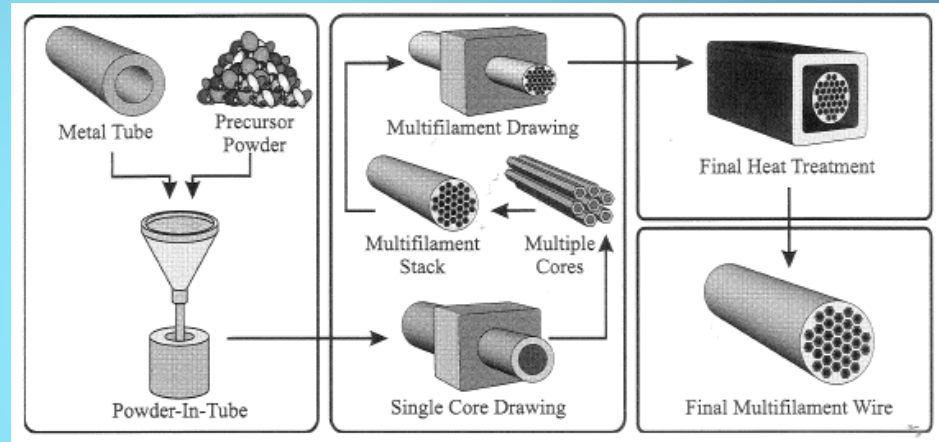 Metal Tube
Precursor
Powder
Powder-In-Tube
Multifilament Drawing
Multifilament
Stack
Multiple
Cores
Single Core Drawing
Final Heat Treatment
Final Multifilament Wire